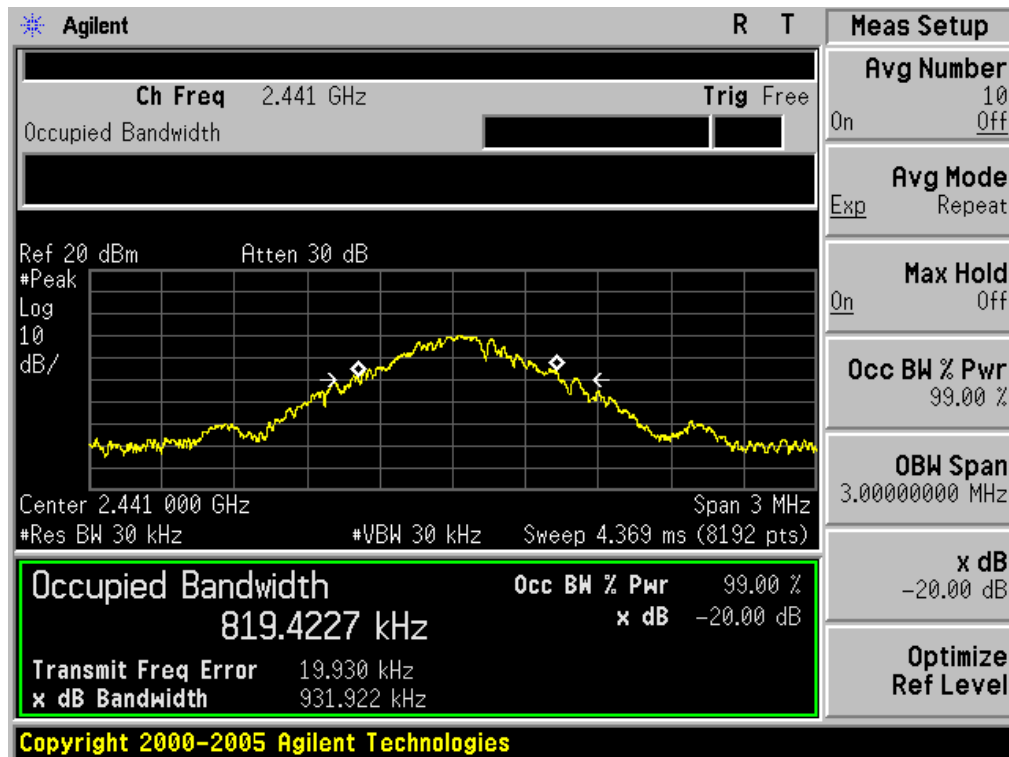 Agilent R T
Ch Freq 2.441 GHz Trig Free
Occupied Bandwidth
Ref 20 dBm Atten 30 dB
#Peak
Log
10
dB/
Center 2.441 000 GHz Span 3 MHz
#Res BW 30 kHz #VBW 30 kHz Sweep 4.369 ms (8192 pts)
Occupied Bandwidth Occ BW % Pwr 99.00 %
819.4227 kHz x dB -20.00 dB
Transmit Freq Error 19.930 kHz
x dB Bandwidth 931.922 kHz
Copyright 2000-2005 Agilent Technologies
Meas Setup
Avg Number
10
On Off
Avg Mode
Exp Repeat
Max Hold
On Off
Occ BW % Pwr
99.00 %
OBW Span
3.00000000 MHz
x dB
-20.00 dB
Optimize
Ref Level